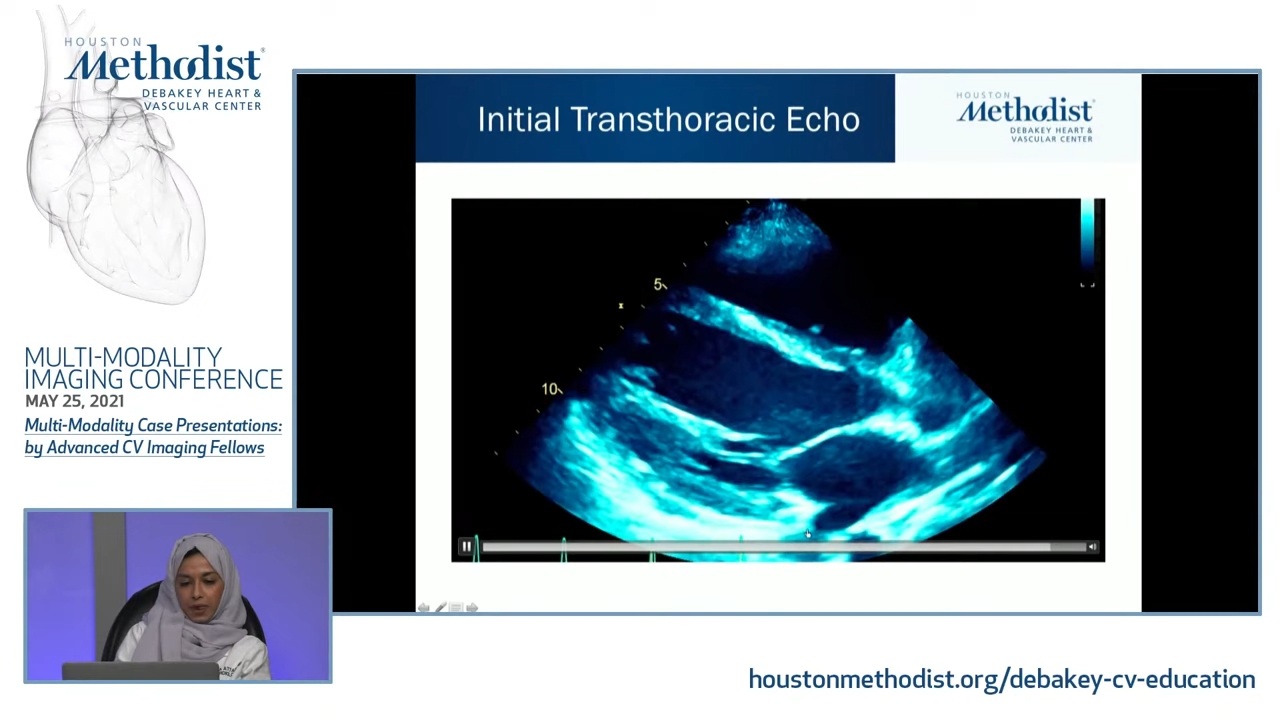 HOUSTON
Methodist®
DEBAKEY HEART &
VASCULAR CENTER
MULTI-MODALITY
IMAGING CONFERENCE
MAY 25, 2021
Multi-Modality Case Presentations:
by Advanced CV Imaging Fellows
Initial Transthoracic Echo
HOUSTON
Methodist®
DEBAKEY HEART &
VASCULAR CENTER
5
10
houstonmethodist.org/debakey-cv-education